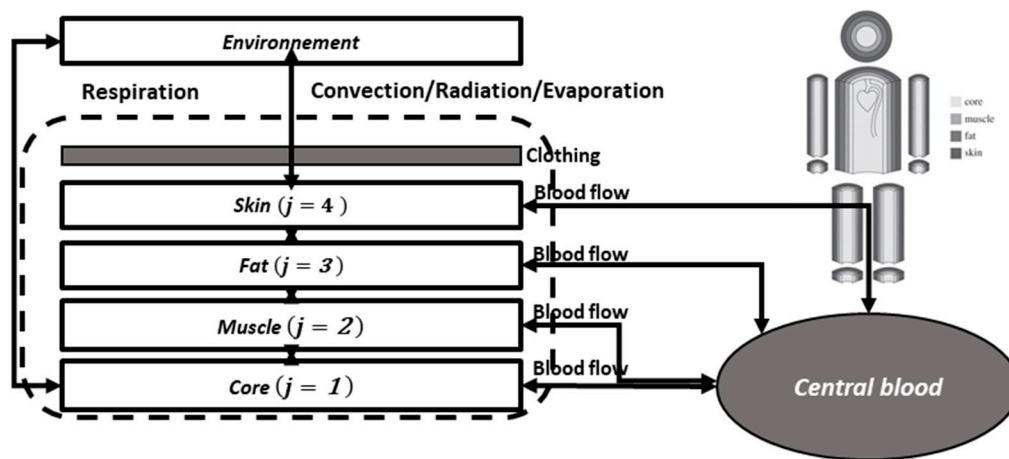 Environnement
Respiration
Convection/Radiation/Evaporation
Clothing
Skin (j = 4 )
Blood flow
Fat (j = 3)
Blood flow
Muscle (j = 2)
Blood flow
Core (j = 1)
Blood flow
Central blood
core
muscle
fat
skin